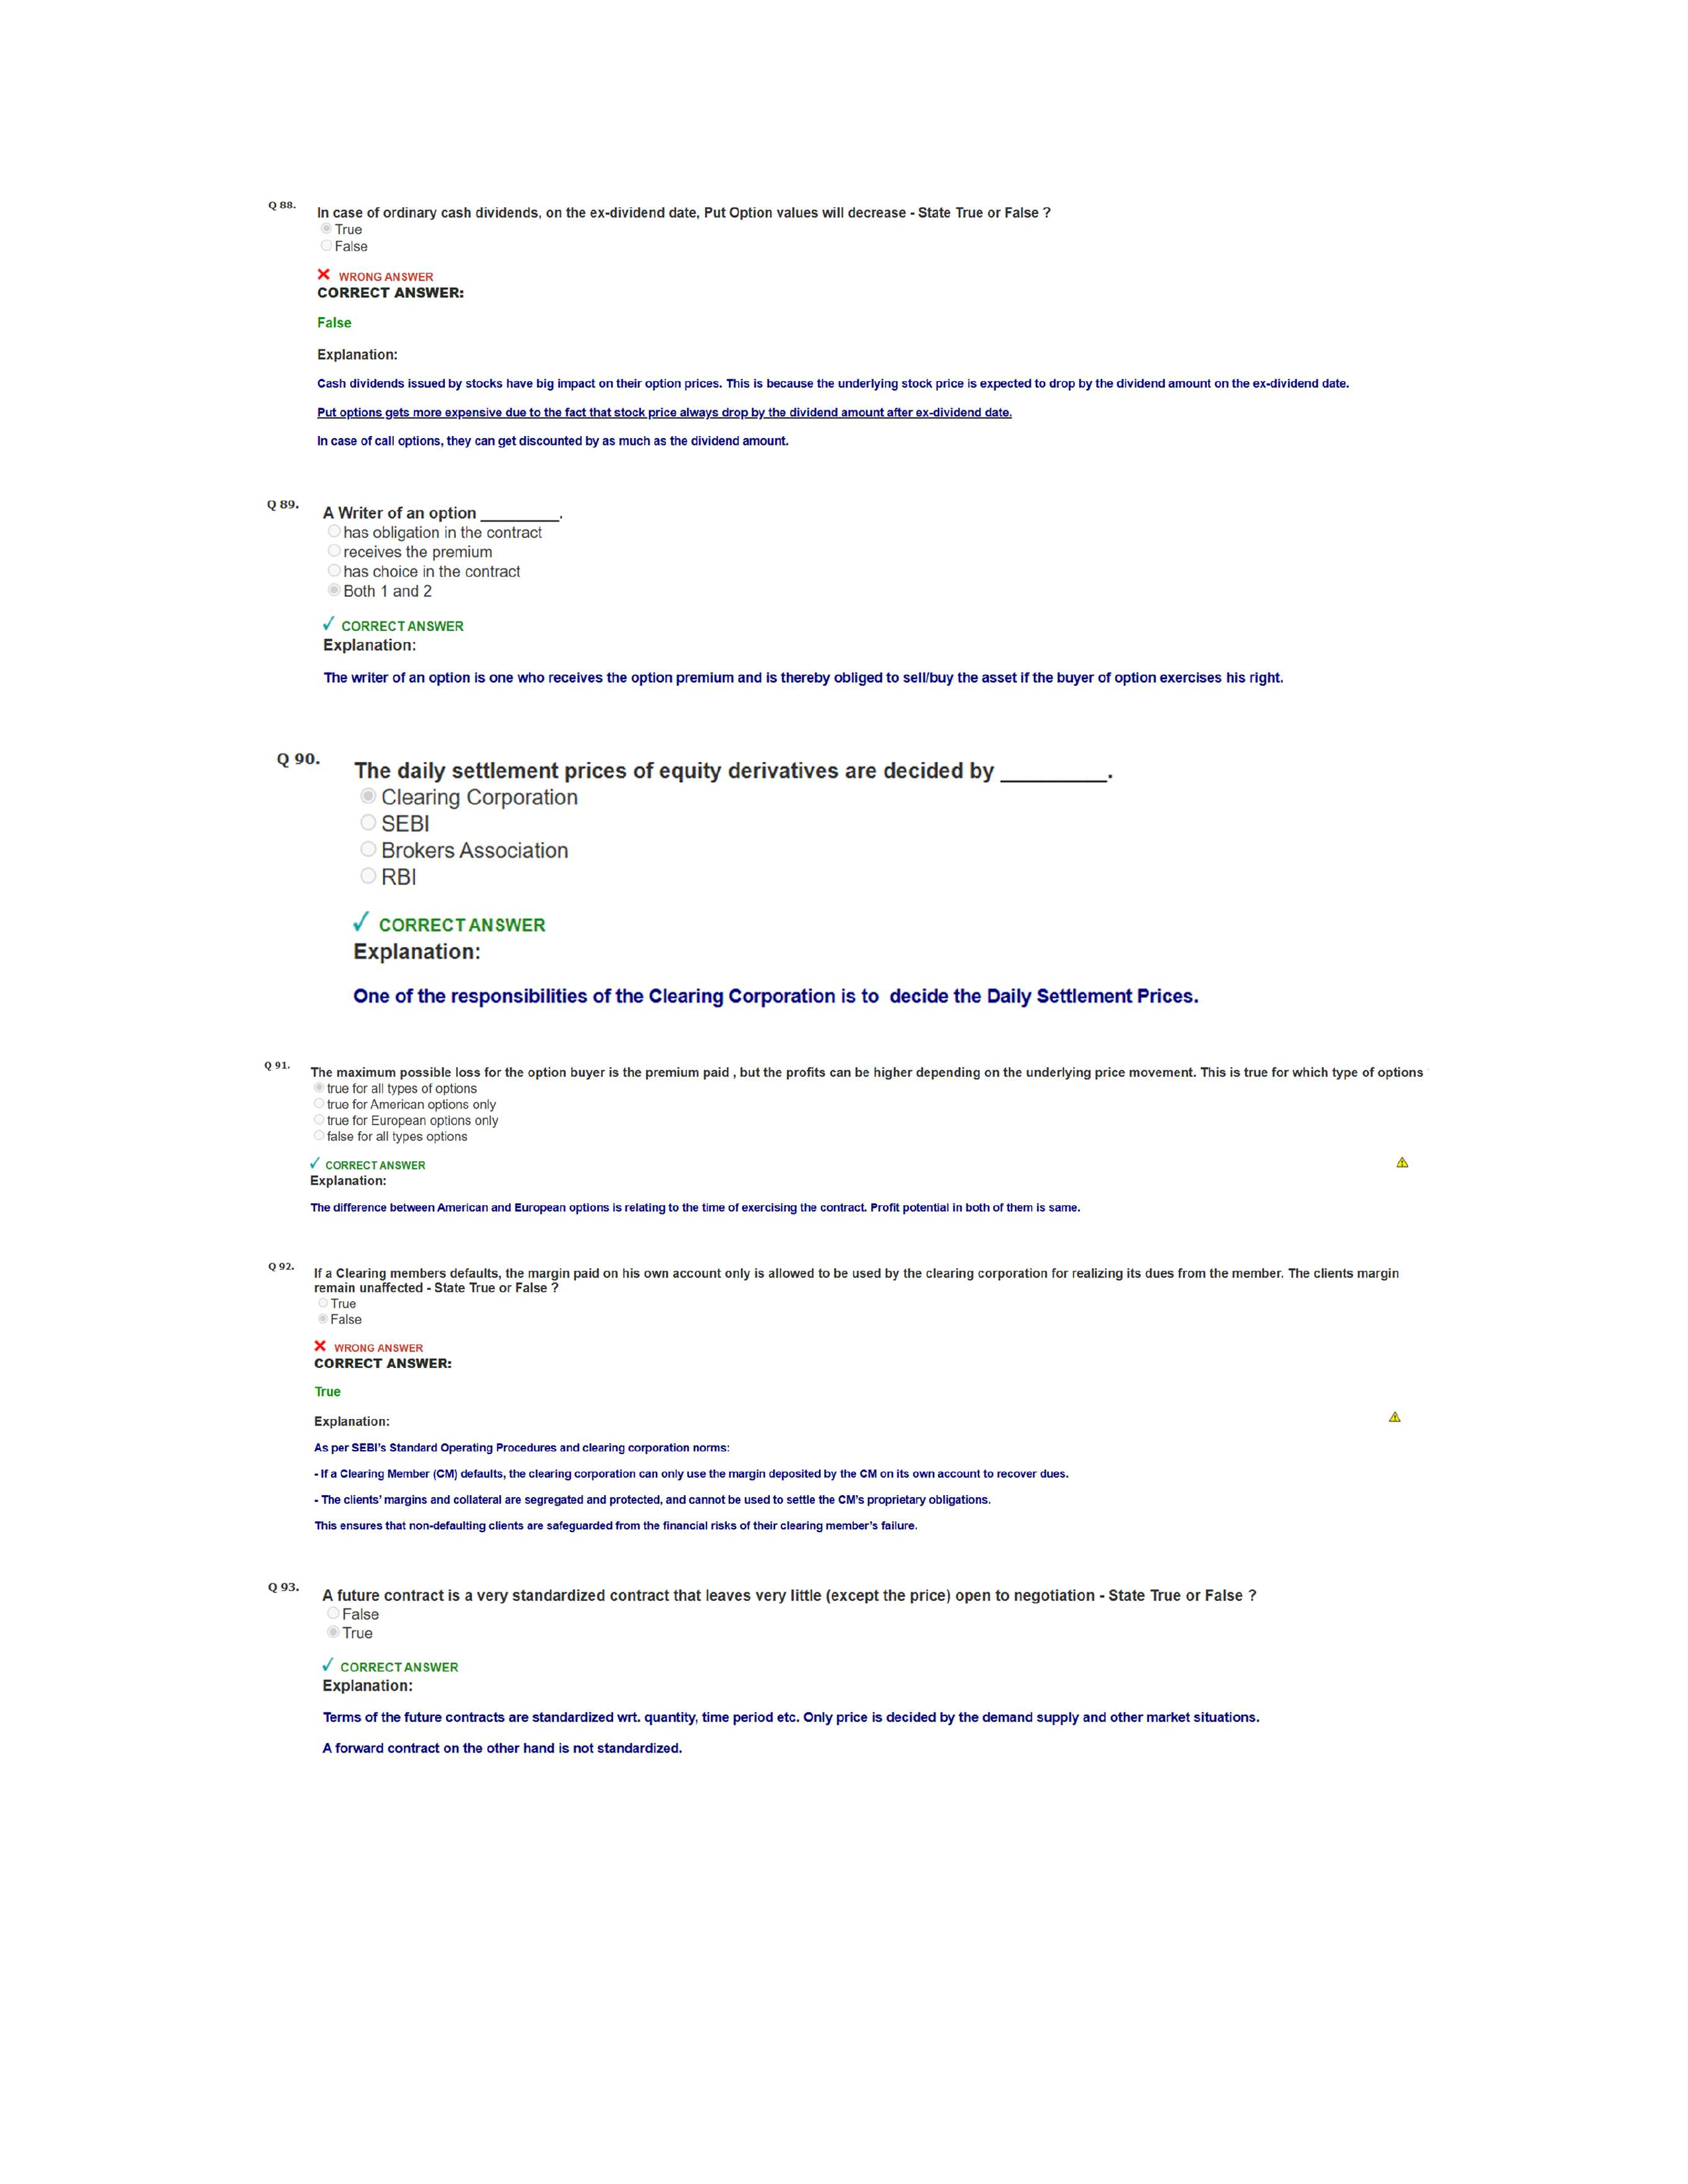 Q 88.
In case of ordinary cash dividends, on the ex-dividend date, Put Option values will decrease - State True or False ?
True
False
WRONG ANSWER
CORRECT ANSWER:
False
Explanation:
Cash dividends issued by stocks have big impact on their option prices. This is because the underlying stock price is expected to drop by the dividend amount on the ex-dividend date.
Put options gets more expensive due to the fact that stock price always drop by the dividend amount after ex-dividend date.
In case of call options, they can get discounted by as much as the dividend amount.
Q 89.
A Writer of an option _________.
has obligation in the contract
receives the premium
has choice in the contract
Both 1 and 2
CORRECT ANSWER
Explanation:
The writer of an option is one who receives the option premium and is thereby obliged to sell/buy the asset if the buyer of option exercises his right.
Q 90.
The daily settlement prices of equity derivatives are decided by _________.
Clearing Corporation
SEBI
Brokers Association
RBI
CORRECT ANSWER
Explanation:
One of the responsibilities of the Clearing Corporation is to  decide the Daily Settlement Prices.
Q 91.
The maximum possible loss for the option buyer is the premium paid , but the profits can be higher depending on the underlying price movement. This is true for which type of options
true for all types of options
true for American options only
true for European options only
false for all types options
CORRECT ANSWER
Explanation:
The difference between American and European options is relating to the time of exercising the contract. Profit potential in both of them is same.
Q 92.
If a Clearing members defaults, the margin paid on his own account only is allowed to be used by the clearing corporation for realizing its dues from the member. The clients margin
remain unaffected - State True or False ?
True
False
WRONG ANSWER
CORRECT ANSWER:
True
Explanation:
As per SEBI's Standard Operating Procedures and clearing corporation norms:
- If a Clearing Member (CM) defaults, the clearing corporation can only use the margin deposited by the CM on its own account to recover dues.
- The clients' margins and collateral are segregated and protected, and cannot be used to settle the CM's proprietary obligations.
This ensures that non-defaulting clients are safeguarded from the financial risks of their clearing member's failure.
Q 93.
A future contract is a very standardized contract that leaves very little (except the price) open to negotiation - State True or False ?
False
True
CORRECT ANSWER
Explanation:
Terms of the future contracts are standardized wrt. quantity, time period etc. Only price is decided by the demand supply and other market situations.
A forward contract on the other hand is not standardized.